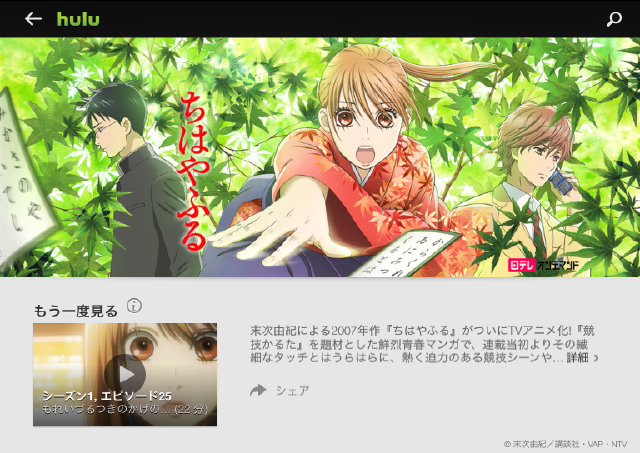 hulu
ちはやふる
日テレ オンデマンド
もう一度見る
シーズン1, エピソード25
もれいづるつきのかげの... (22 分)
末次由紀による2007年作『ちはやふる』がついにTVアニメ化!『競
技かるた』を題材とした鮮烈青春マンガで、連載当初よりその繊
細なタッチとはうらはらに、熱く迫力のある競技シーンや... 詳細 ›
シェア
© 末次由紀／講談社・VAP・NTV